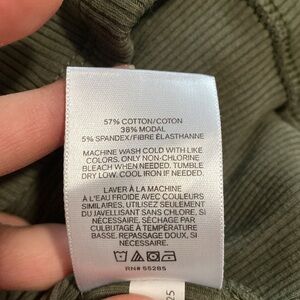 57% COTTON/COTON
38% MODAL
5% SPANDEX/FIBRE ÉLASTHANNE
MACHINE WASH COLD WITH LIKE
COLORS, ONLY NON-CHLORINE
BLEACH WHEN NEEDED. TUMBLE
DRY LOW. COOL IRON IF NEEDED.
LAVER À LA MACHINE
À L'EAU FROIDE AVEC COULEURS
SIMILAIRES, UTILISEZ SEULEMENT
DU JAVELLISANT SANS CHLORE, SI
NÉCESSAIRE, SÉCHAGE PAR
CULBUTAGE À TEMPÉRATURE
BASSE, REPASSAGE DOUX, SI
NÉCESSAIRE.
RN# 55285
25